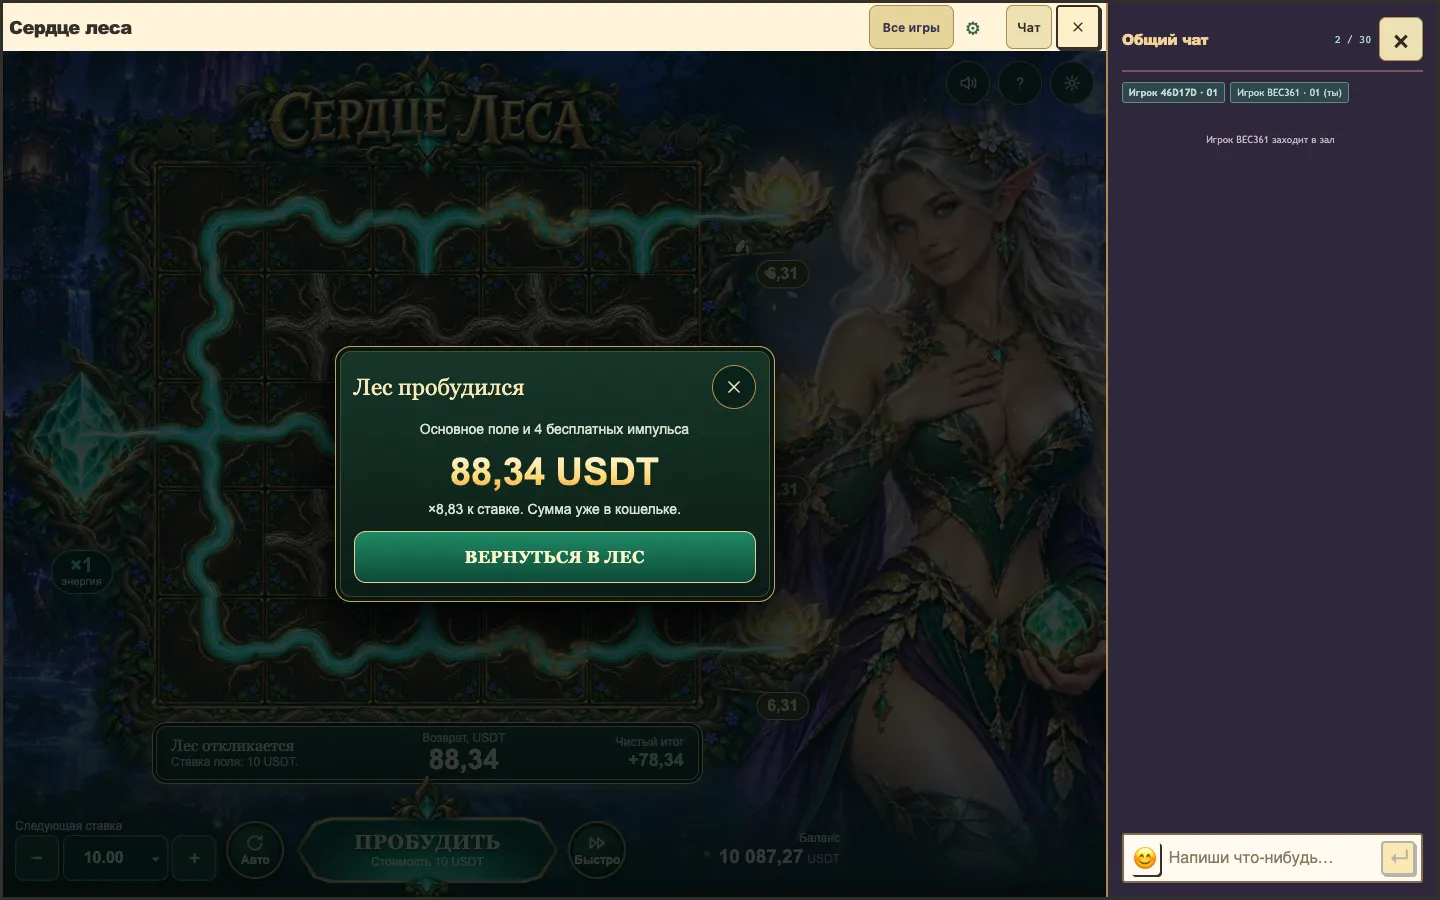 Сердце леса
Все игры
Чат
Общий чат
2 / 30
Игрок 46D17D · 01
Игрок BEC361 · 01 (ты)
Игрок BEC361 заходит в зал
СЕРДЦЕ ЛЕСА
?
6,31
Лес пробудился
Основное поле и 4 бесплатных импульса
88,34 USDT
×8,83 к ставке. Сумма уже в кошельке.
ВЕРНУТЬСЯ В ЛЕС
×1
энергия
6,31
Лес откликается
Ставка поля: 10 USDT.
Возврат, USDT
88,34
Чистый итог
+78,34
Следующая ставка
−
10.00
+
Авто
ПРОБУДИТЬ
Стоимость 10 USDT
Быстро
Баланс
10 087,27 USDT
Напиши что-нибудь...